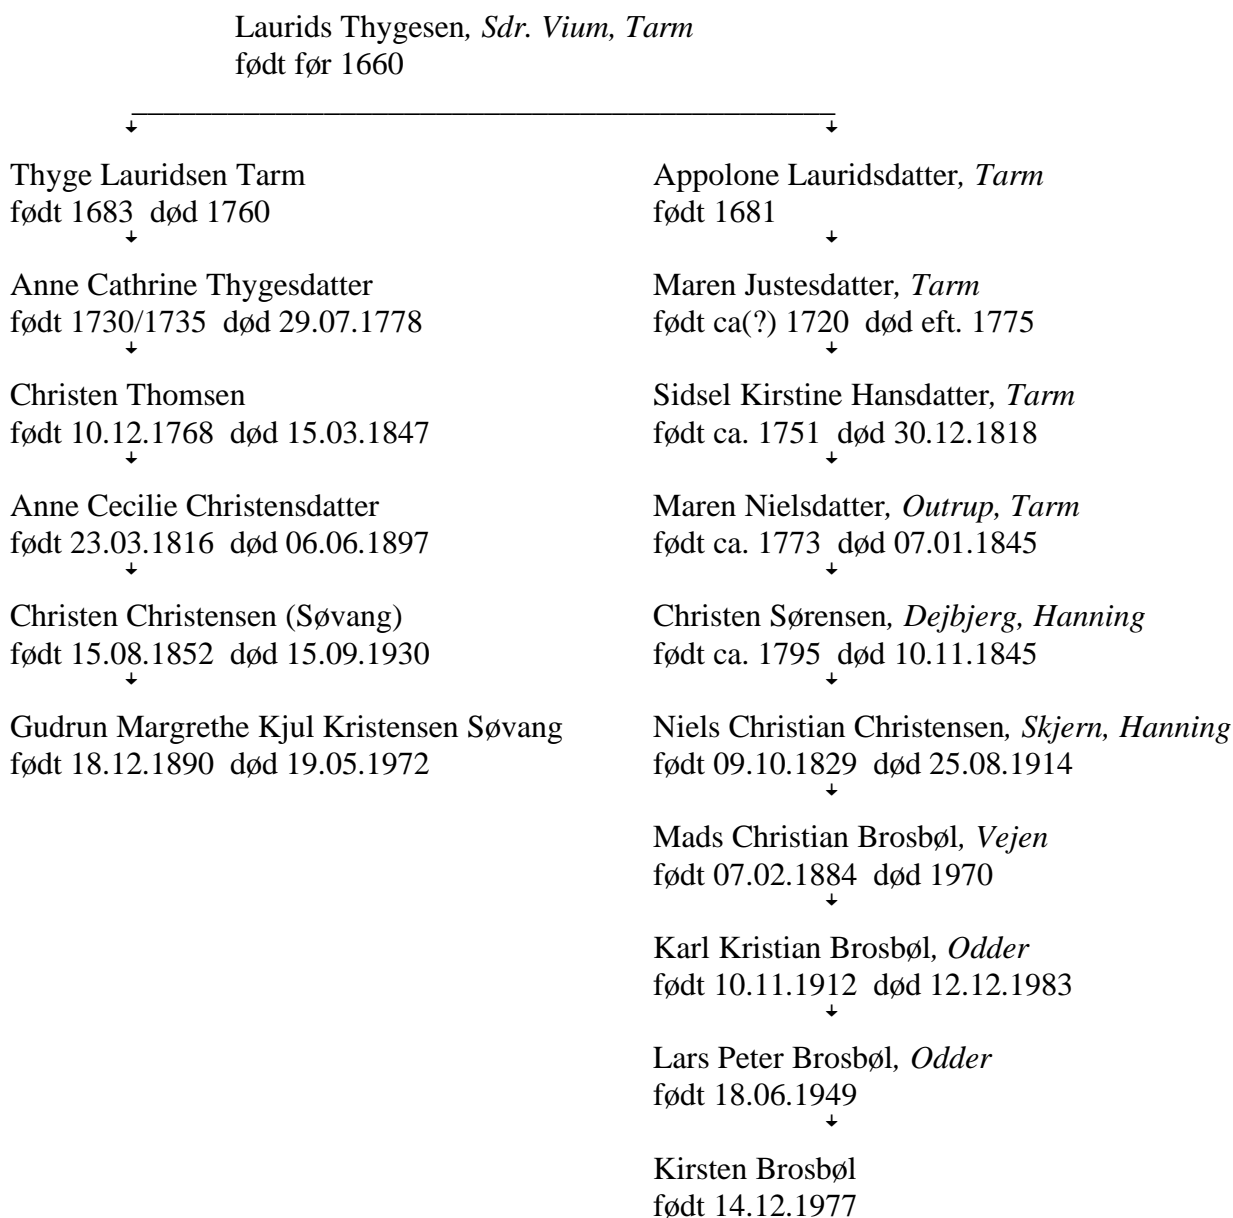 Laurids Thygesen, Sdr. Vium, Tarm
født før 1660
Thyge Lauridsen Tarm
født 1683 død 1760
Anne Cathrine Thygesdatter
født 1730/1735 død 29.07.1778
Christen Thomsen
født 10.12.1768 død 15.03.1847
Anne Cecilie Christensdatter
født 23.03.1816 død 06.06.1897
Christen Christensen (Søvang)
født 15.08.1852 død 15.09.1930
Gudrun Margrethe Kjul Kristensen Søvang
født 18.12.1890 død 19.05.1972
Appolone Lauridsdatter, Tarm
født 1681
Maren Justesdatter, Tarm
født ca(?) 1720 død eft. 1775
Sidsel Kirstine Hansdatter, Tarm
født ca. 1751 død 30.12.1818
Maren Nielsdatter, Outrup, Tarm
født ca. 1773 død 07.01.1845
Christen Sørensen, Dejbjerg, Hanning
født ca. 1795 død 10.11.1845
Niels Christian Christensen, Skjern, Hanning
født 09.10.1829 død 25.08.1914
Mads Christian Brosbøl, Vejen
født 07.02.1884 død 1970
Karl Kristian Brosbøl, Odder
født 10.11.1912 død 12.12.1983
Lars Peter Brosbøl, Odder
født 18.06.1949
Kirsten Brosbøl
født 14.12.1977